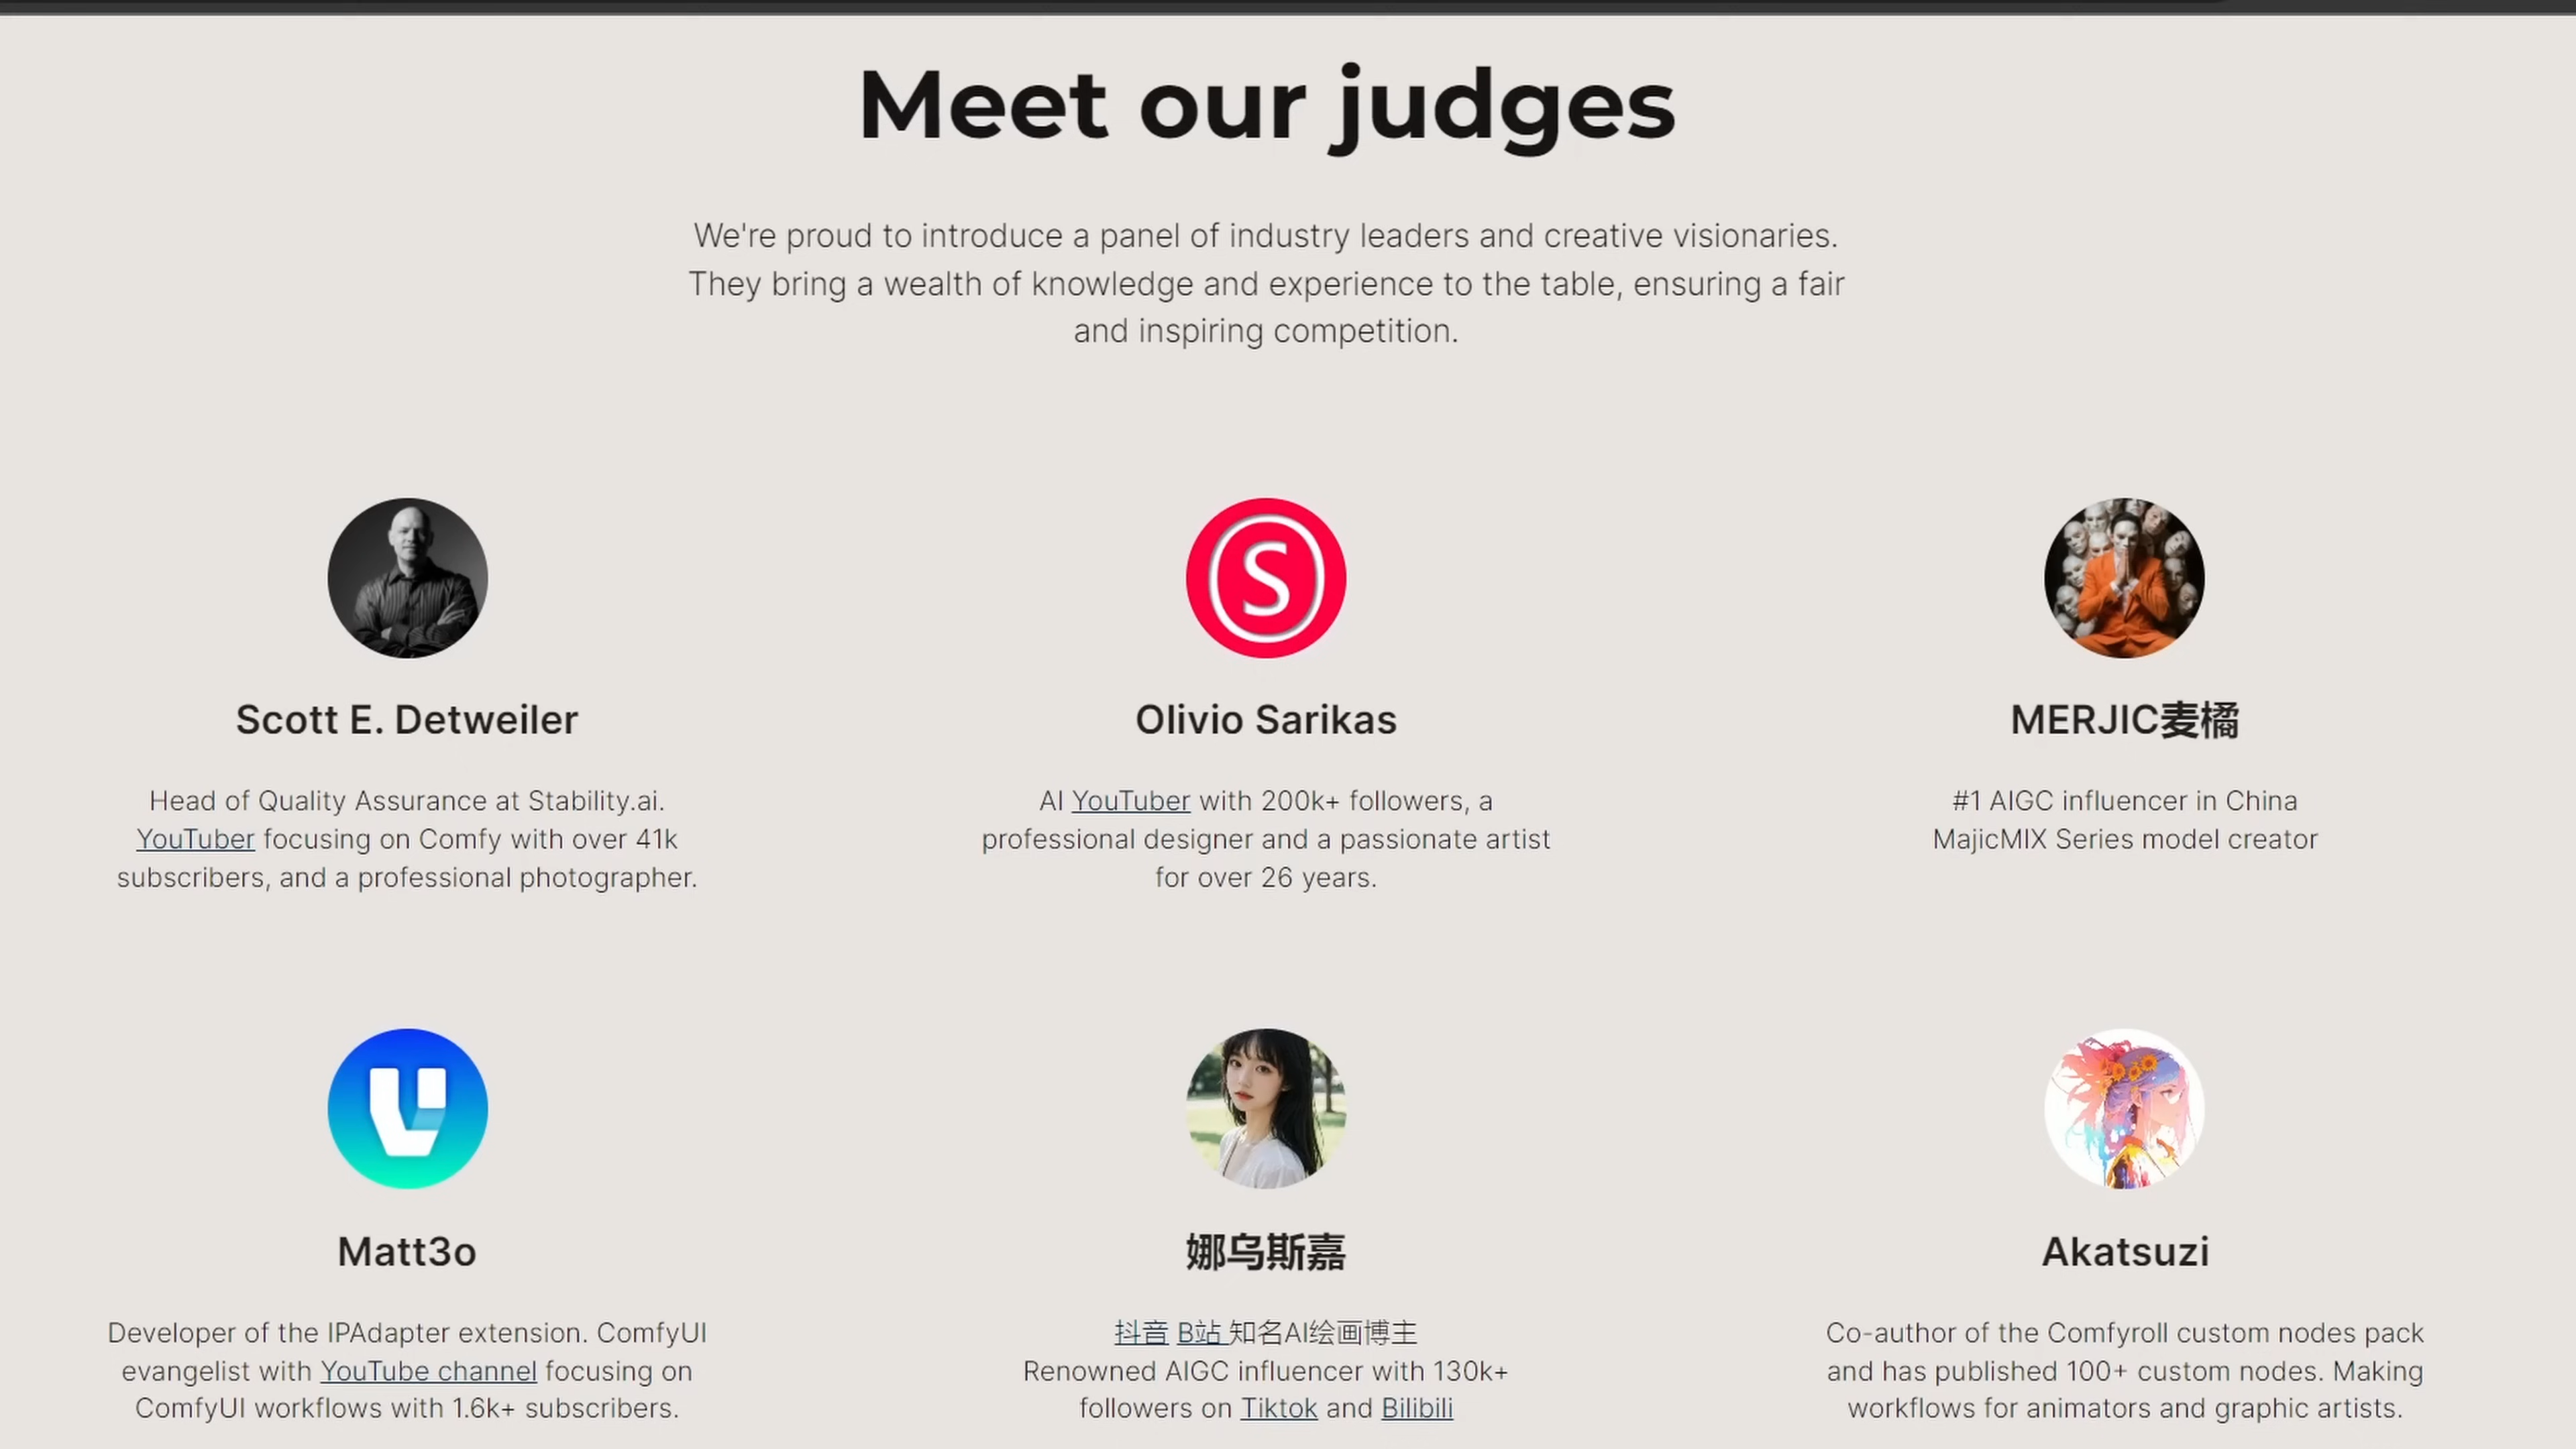 Meet our judges
We're proud to introduce a panel of industry leaders and creative visionaries.
They bring a wealth of knowledge and experience to the table, ensuring a fair
and inspiring competition.
S
Scott E. Detweiler
Olivio Sarikas
MERJIC麦橘
Head of Quality Assurance at Stability.ai.
YouTuber focusing on Comfy with over 41k
subscribers, and a professional photographer.
AI YouTuber with 200k+ followers, a
professional designer and a passionate artist
for over 26 years.
#1 AIGC influencer in China
MajicMIX Series model creator
Matt3o
娜乌斯嘉
Akatsuzi
Developer of the IPAdapter extension. ComfyUI
evangelist with YouTube channel focusing on
ComfyUI workflows with 1.6k+ subscribers.
抖音 B站 知名AI绘画博主
Renowned AIGC influencer with 130k+
followers on Tiktok and Bilibili
Co-author of the Comfyroll custom nodes pack
and has published 100+ custom nodes. Making
workflows for animators and graphic artists.